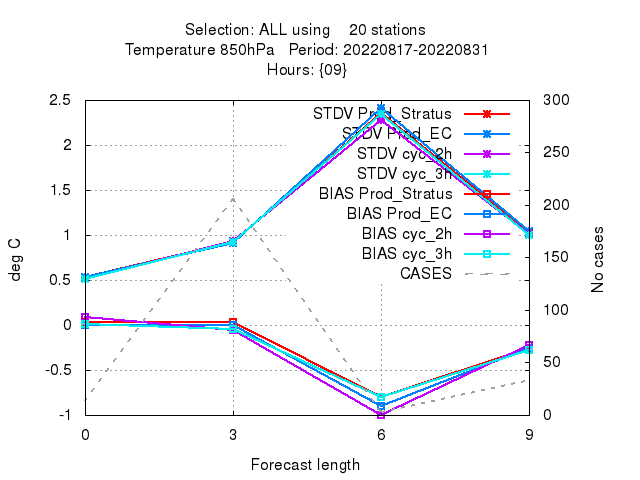 Selection: ALL using 20 stations
Temperature 850hPa Period: 20220817-20220831
Hours: {09}
STDV Prod_Stratus
STDV Prod_EC
STDV cyc_2h
STDV cyc_3h
BIAS Prod_Stratus
BIAS Prod_EC
BIAS cyc_2h
BIAS cyc_3h
CASES
2.5
2
1.5
1
0.5
0
-0.5
-1
deg C
300
250
200
150
100
50
0
No cases
0 3 6 9
Forecast length